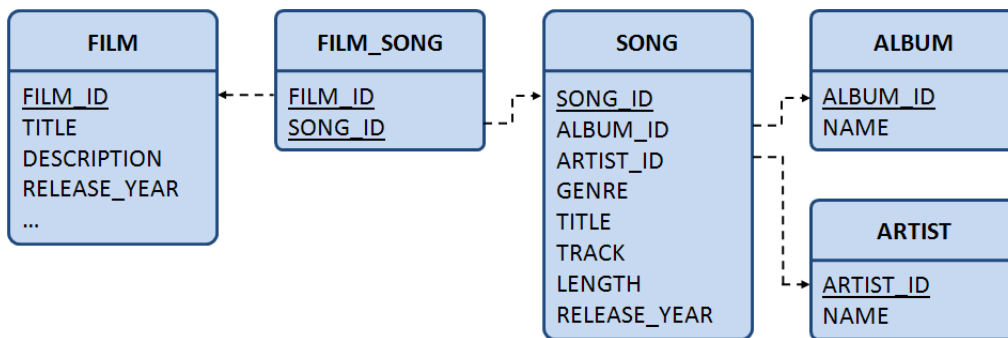 FILM
FILM_ID
TITLE
DESCRIPTION
RELEASE_YEAR
...
FILM_SONG
FILM_ID
SONG_ID
SONG
SONG_ID
ALBUM_ID
ARTIST_ID
GENRE
TITLE
TRACK
LENGTH
RELEASE_YEAR
ALBUM
ALBUM_ID
NAME
ARTIST
ARTIST_ID
NAME